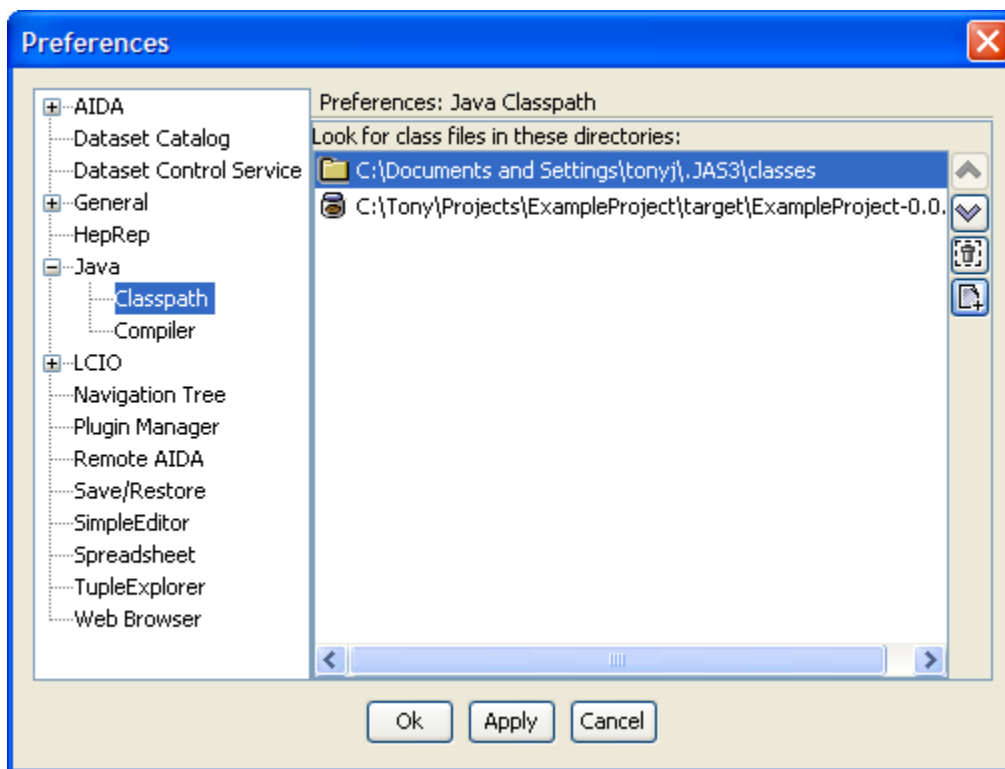 Preferences
AIDA
Dataset Catalog
Dataset Control Service
General
HepRep
Java
Classpath
Compiler
LCIO
Navigation Tree
Plugin Manager
Remote AIDA
Save/Restore
SimpleEditor
Spreadsheet
TupleExplorer
Web Browser
Preferences: Java Classpath
Look for class files in these directories:
C:\Documents and Settings\tonyj\.JAS3\classes
C:\Tony\Projects\ExampleProject\target\ExampleProject-0.0.
Ok Apply Cancel